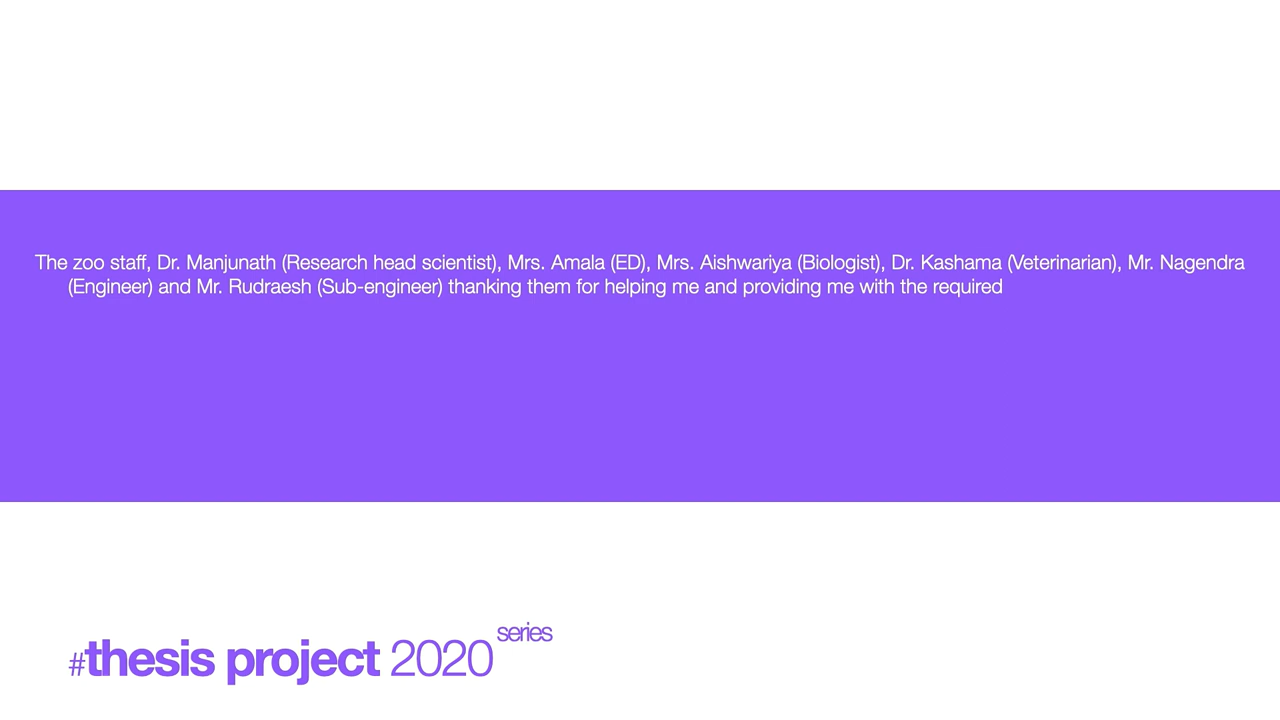 The zoo staff, Dr. Manjunath (Research head scientist), Mrs. Amala (ED), Mrs. Aishwariya (Biologist), Dr. Kashama (Veterinarian), Mr. Nagendra
(Engineer) and Mr. Rudraesh (Sub-engineer) thanking them for helping me and providing me with the required
#thesis project 2020 series